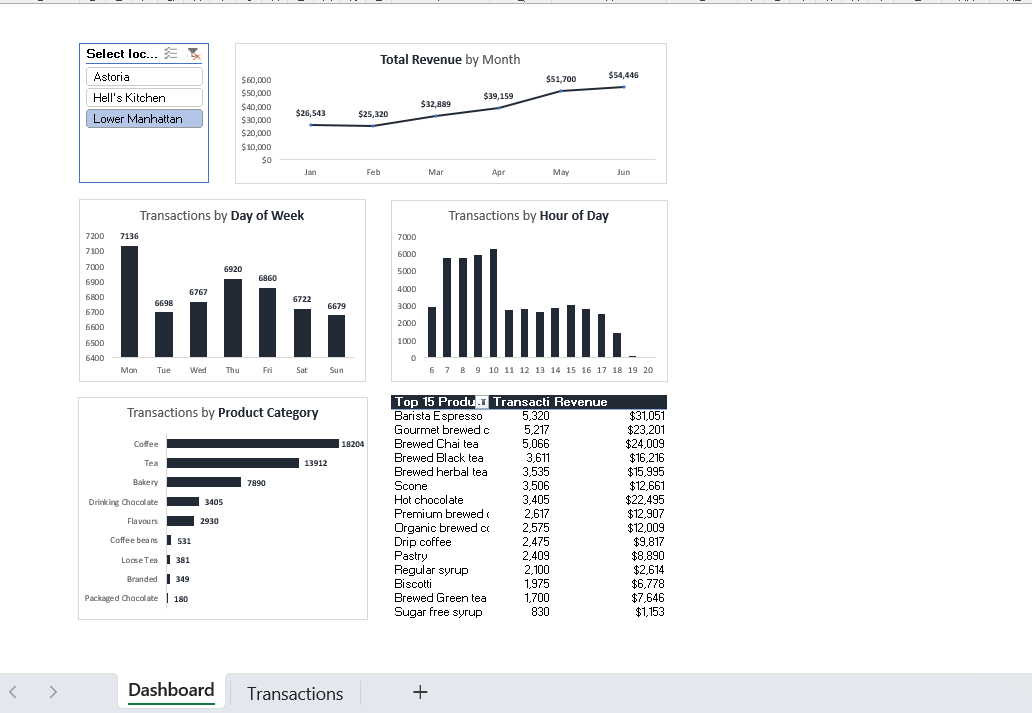 Select loc...
Astoria
Hell's Kitchen
Lower Manhattan
Total Revenue by Month
$60,000
$50,000
$40,000
$30,000
$20,000
$10,000
$0
$26,543
$25,320
$32,889
$39,159
$51,700
$54,446
Jan Feb Mar Apr May Jun
Transactions by Day of Week
7200
7100
7000
6900
6800
6700
6600
6500
6400
7136
6698
6767
6920
6860
6722
6679
Mon Tue Wed Thu Fri Sat Sun
Transactions by Hour of Day
7000
6000
5000
4000
3000
2000
1000
0
6 7 8 9 10 11 12 13 14 15 16 17 18 19 20
Transactions by Product Category
Coffee 18204
Tea 13912
Bakery 7890
Drinking Chocolate 3405
Flavours 2930
Coffee beans 531
Loose Tea 381
Branded 349
Packaged Chocolate 180
Top 15 Produ Transacti Revenue
Barista Espresso 5,320 $31,051
Gourmet brewed c 5,217 $23,201
Brewed Chai tea 5,066 $24,009
Brewed Black tea 3,611 $16,216
Brewed herbal tea 3,535 $15,995
Scone 3,506 $12,661
Hot chocolate 3,405 $22,495
Premium brewed 2,617 $12,907
Organic brewed co 2,575 $12,009
Drip coffee 2,475 $9,817
Pastry 2,409 $8,890
Regular syrup 2,100 $2,614
Biscotti 1,975 $6,778
Brewed Green tea 1,700 $7,646
Sugar free syrup 830 $1,153
Dashboard Transactions